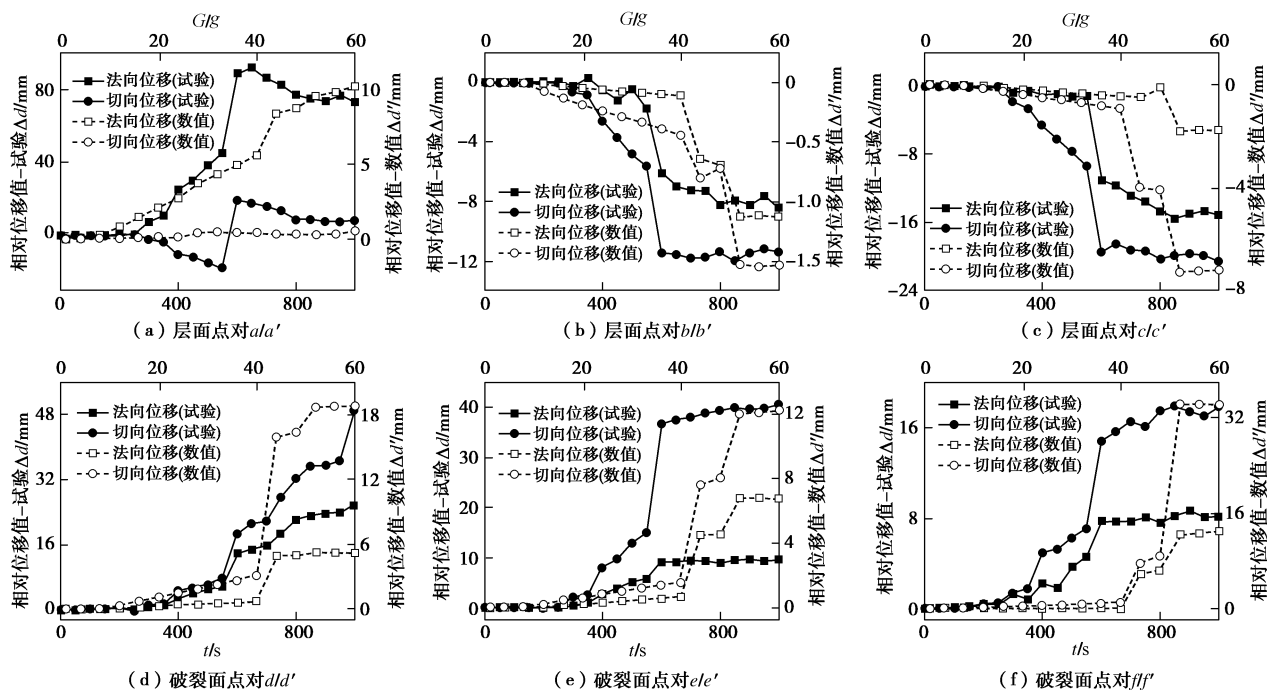 G/g
0 20 40 60
相对位移值-试验Δd/mm
80
40
0
法向位移(试验)
切向位移(试验)
法向位移(数值)
切向位移(数值)
10
5
0
相对位移值-数值Δd′/mm
0 400 800
(a)层面点对a/a′
G/g
0 20 40 60
相对位移值-试验Δd/mm
0
-4
-8
-12
法向位移(试验)
切向位移(试验)
法向位移(数值)
切向位移(数值)
0
-0.5
-1.0
-1.5
相对位移值-数值Δd′/mm
0 400 800
(b)层面点对b/b′
G/g
0 20 40 60
相对位移值-试验Δd/mm
0
-8
-16
-24
法向位移(试验)
切向位移(试验)
法向位移(数值)
切向位移(数值)
0
-4
-8
相对位移值-数值Δd′/mm
0 400 800
(c)层面点对c/c′
0 20 40 60
相对位移值-试验Δd/mm
48
32
16
0
法向位移(试验)
切向位移(试验)
法向位移(数值)
切向位移(数值)
18
12
6
0
相对位移值-数值Δd′/mm
0 400 800
t/s
(d)破裂面点对d/d′
0 20 40 60
相对位移值-试验Δd/mm
40
30
20
10
0
法向位移(试验)
切向位移(试验)
法向位移(数值)
切向位移(数值)
12
8
4
0
相对位移值-数值Δd′/mm
0 400 800
t/s
(e)破裂面点对e/e′
0 20 40 60
相对位移值-试验Δd/mm
16
8
0
法向位移(试验)
切向位移(试验)
法向位移(数值)
切向位移(数值)
32
16
0
相对位移值-数值Δd′/mm
0 400 800
t/s
(f)破裂面点对f/f′